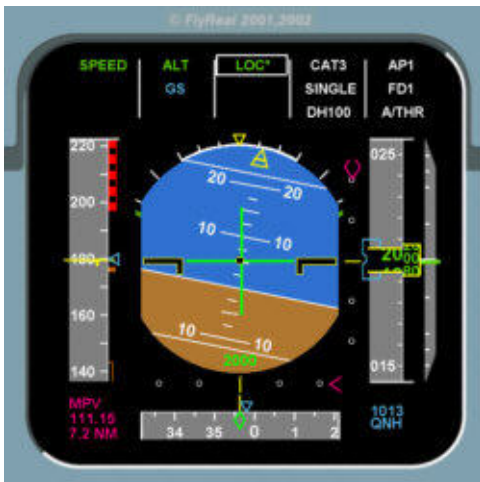 © FlyReal 2001,2002
SPEED ALT LOC* CAT3 AP1
GS SINGLE FD1
DH100 A/THR
220 025
20 20
200
10 10
180 20
160
10 10
2000
140 015
MPV
111.15
7.2 NM
34 35 0 1 2
1013
QNH